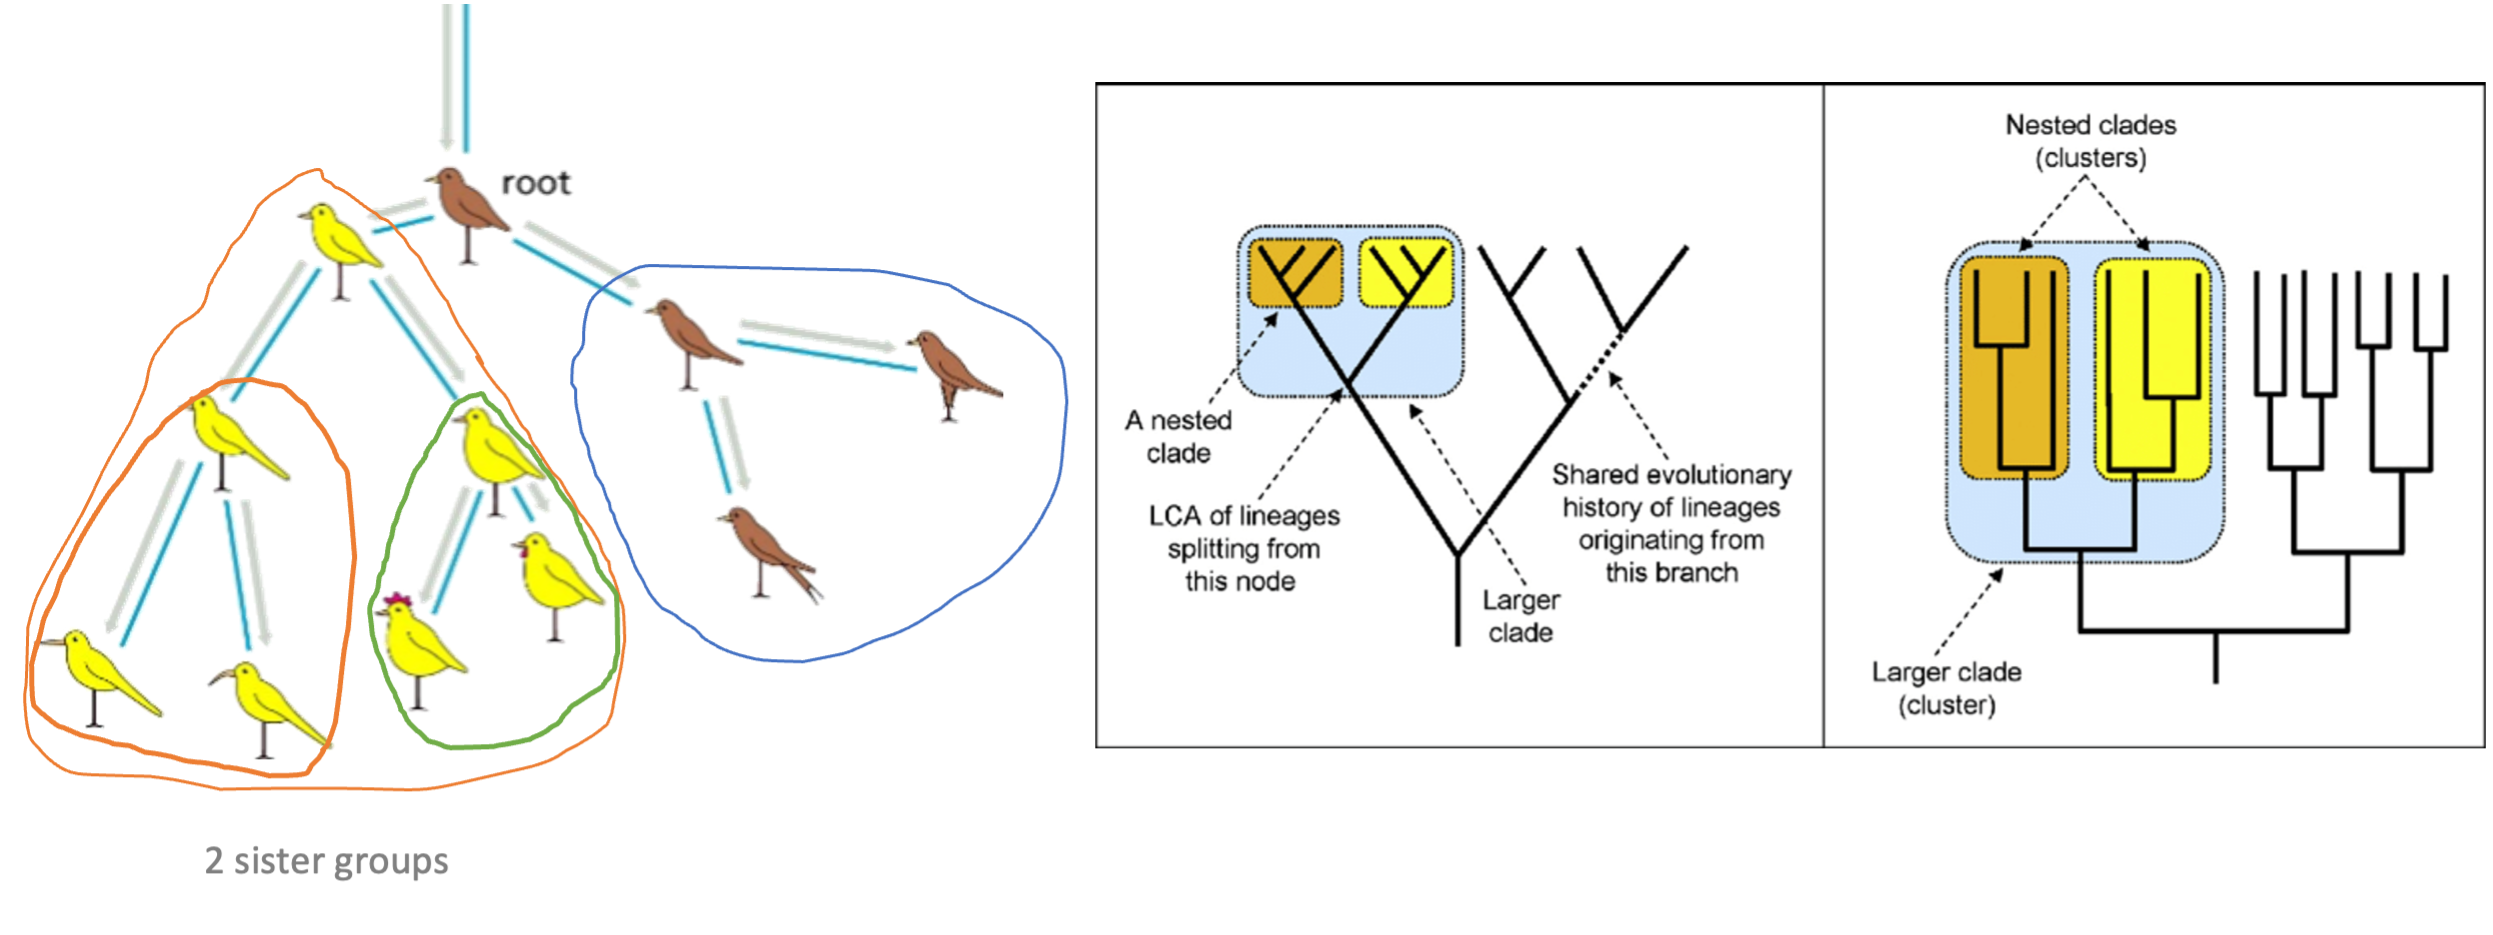 root
2 sister groups
A nested
clade
LCA of lineages
splitting from
this node
Larger
clade
Shared evolutionary
history of lineages
originating from
this branch
Nested clades
(clusters)
Larger clade
(cluster)